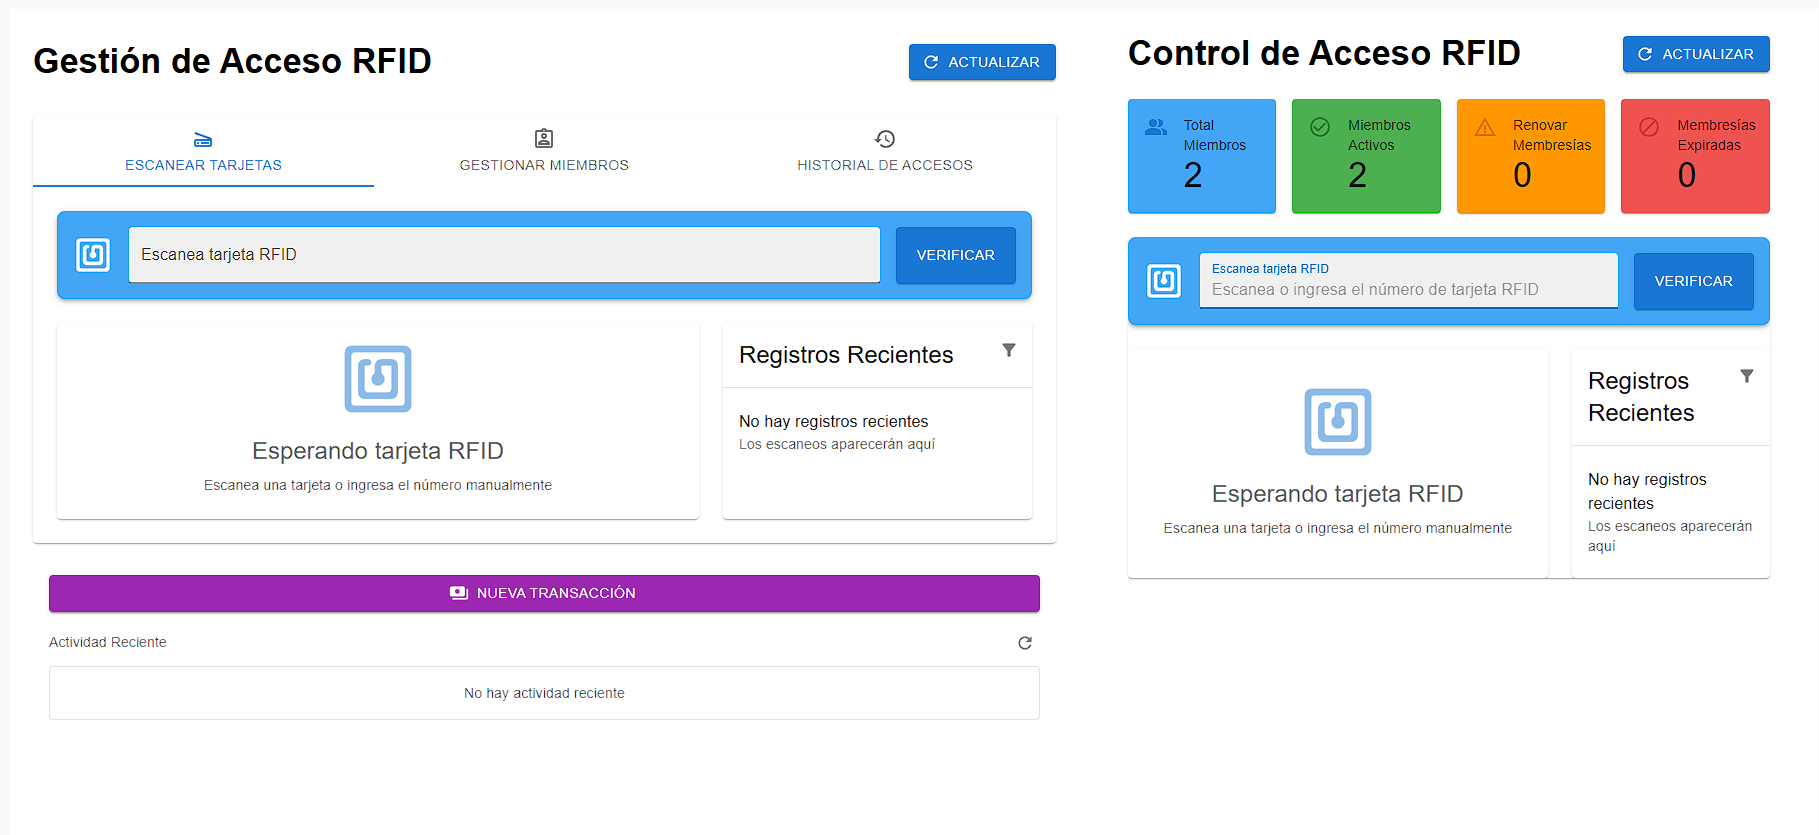 Gestión de Acceso RFID
ACTUALIZAR
ESCANEAR TARJETAS
GESTIONAR MIEMBROS
HISTORIAL DE ACCESOS
Escanea tarjeta RFID
VERIFICAR
Esperando tarjeta RFID
Escanea una tarjeta o ingresa el número manualmente
Registros Recientes
No hay registros recientes
Los escaneos aparecerán aquí
NUEVA TRANSACCIÓN
Actividad Reciente
No hay actividad reciente
Control de Acceso RFID
ACTUALIZAR
Total
Miembros
2
Miembros
Activos
2
Renovar
Membresías
0
Membresías
Expiradas
0
Escanea tarjeta RFID
Escanea o ingresa el número de tarjeta RFID
VERIFICAR
Esperando tarjeta RFID
Escanea una tarjeta o ingresa el número manualmente
Registros
Recientes
No hay registros
recientes
Los escaneos aparecerán
aquí